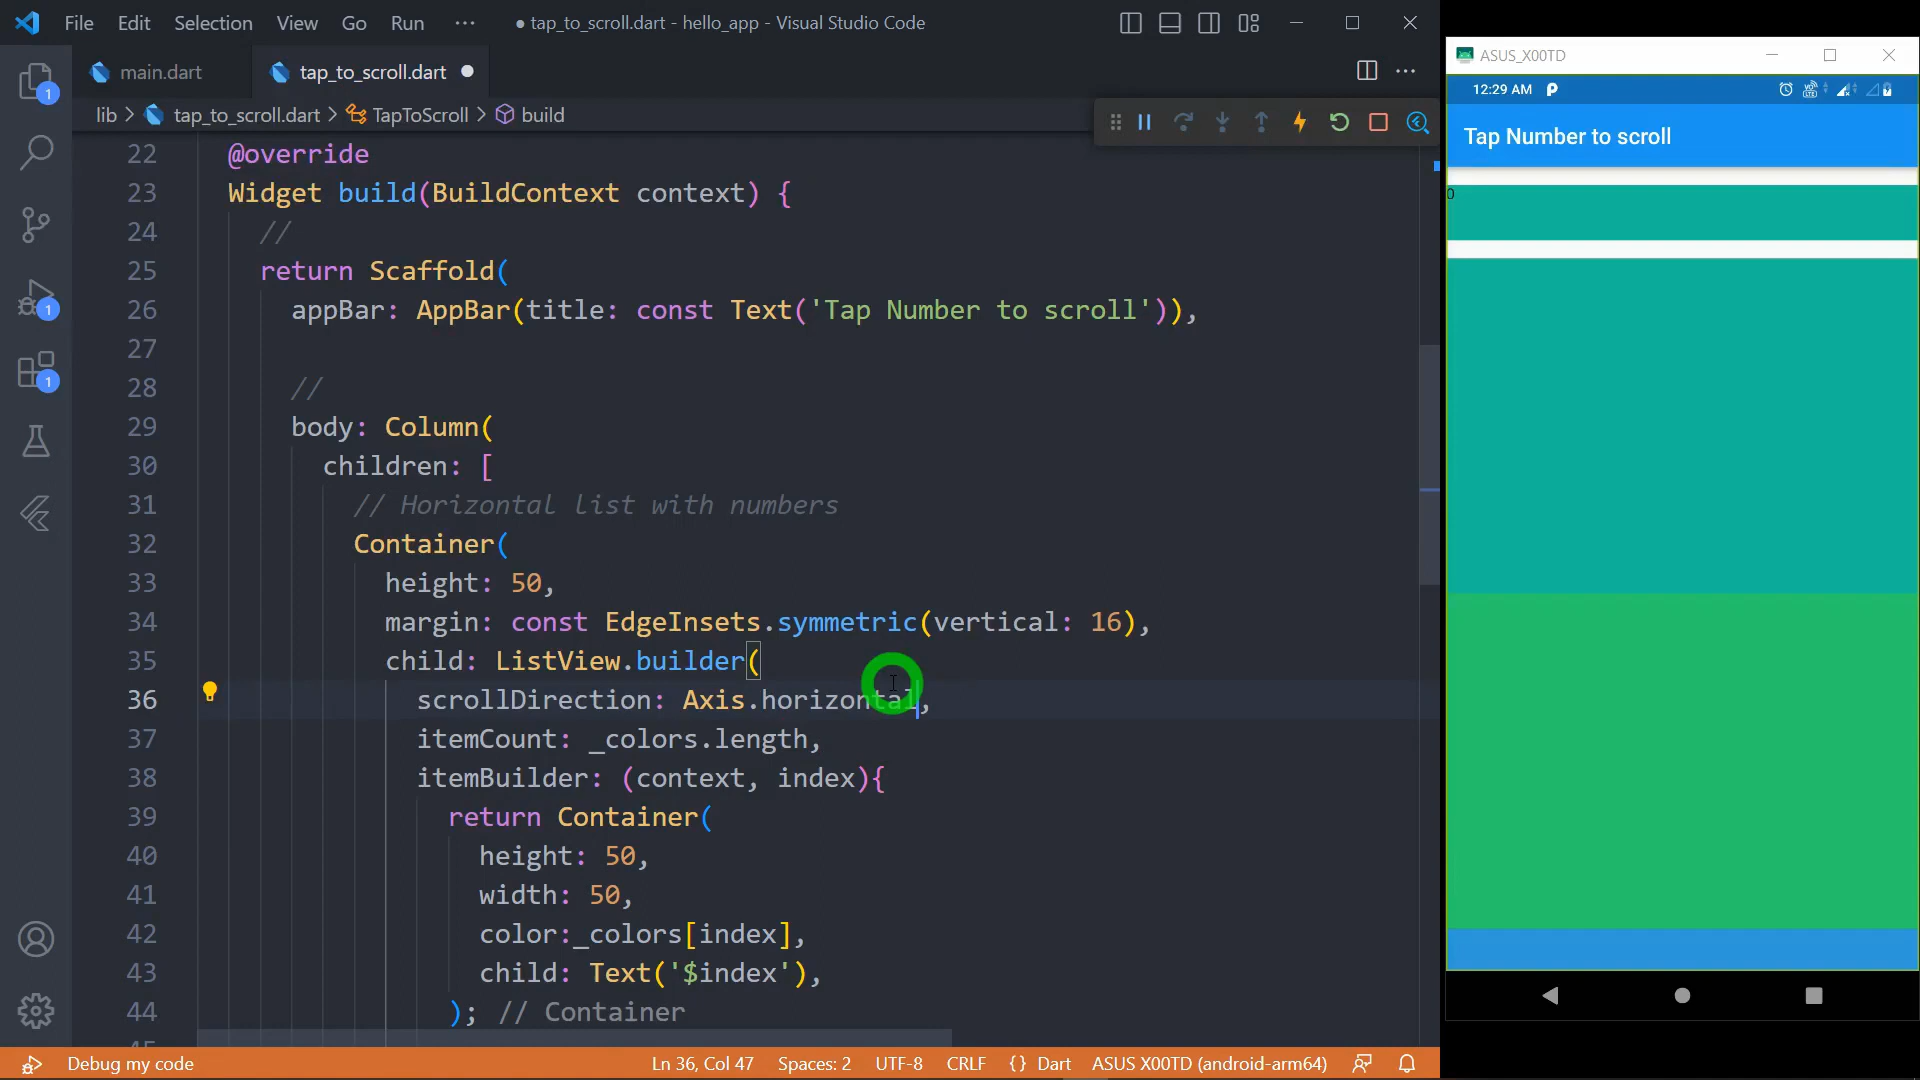 File Edit Selection View Go Run ··· ● tap_to_scroll.dart - hello_app - Visual Studio Code
main.dart tap_to_scroll.dart ●
lib > tap_to_scroll.dart > TapToScroll > build
22 @override
23 Widget build(BuildContext context) {
24 //
25 return Scaffold(
26 appBar: AppBar(title: const Text('Tap Number to scroll')),
27
28 //
29 body: Column(
30 children: [
31 // Horizontal list with numbers
32 Container(
33 height: 50,
34 margin: const EdgeInsets.symmetric(vertical: 16),
35 child: ListView.builder(
36 scrollDirection: Axis.horizontal,
37 itemCount: _colors.length,
38 itemBuilder: (context, index){
39 return Container(
40 height: 50,
41 width: 50,
42 color:_colors[index],
43 child: Text('$index'),
44 ); // Container
1
1
1
Debug my code Ln 36, Col 47 Spaces: 2 UTF-8 CRLF {} Dart ASUS X00TD (android-arm64)
ASUS_X00TD
12:29 AM
Tap Number to scroll
0